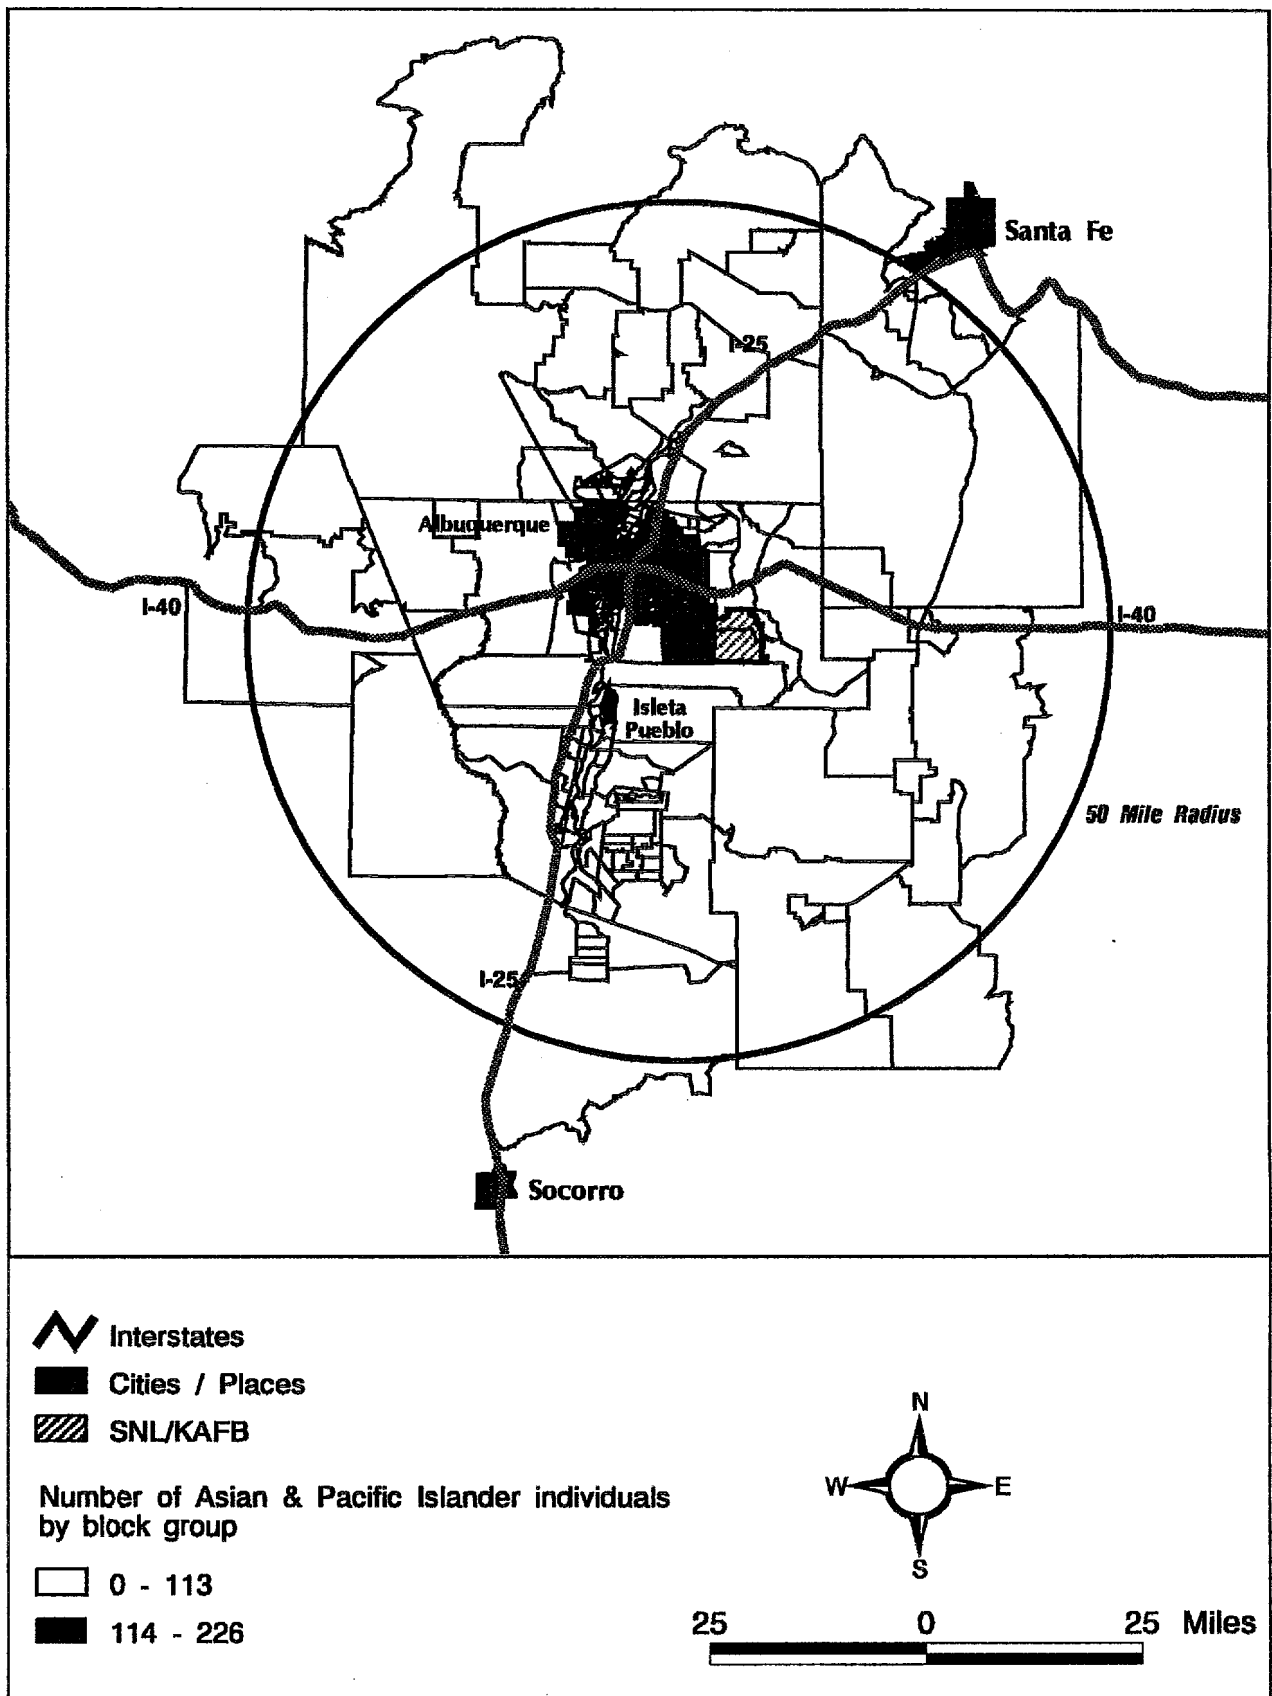 Santa Fe
I-25
Albuquerque
I-40
I-40
Isleta
Pueblo
50 Mile Radius
I-25
Socorro
Interstates
Cities / Places
SNL/KAFB
Number of Asian & Pacific Islander individuals
by block group
0 - 113
114 - 226
N
W E
S
25 0 25 Miles